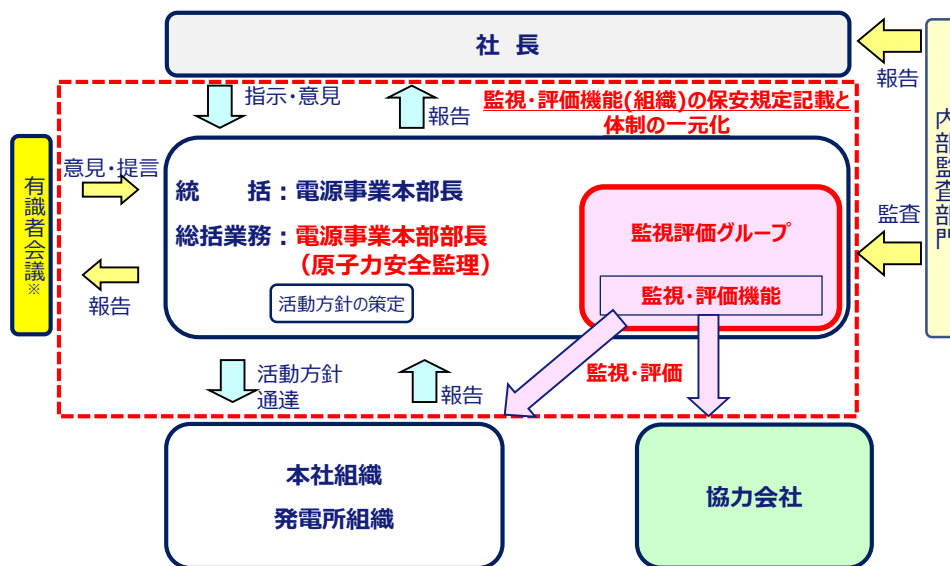 社 長
報告
指示・意見
報告
監視・評価機能(組織)の保安規定記載と
体制の一元化
内部監査部門
有識者会議※
意見・提言
報告
統　　括：電源事業本部長
総括業務：電源事業本部部長
（原子力安全監理）
活動方針の策定
監視評価グループ
監視・評価機能
監査
活動方針
通達
報告
監視・評価
本社組織
発電所組織
協力会社